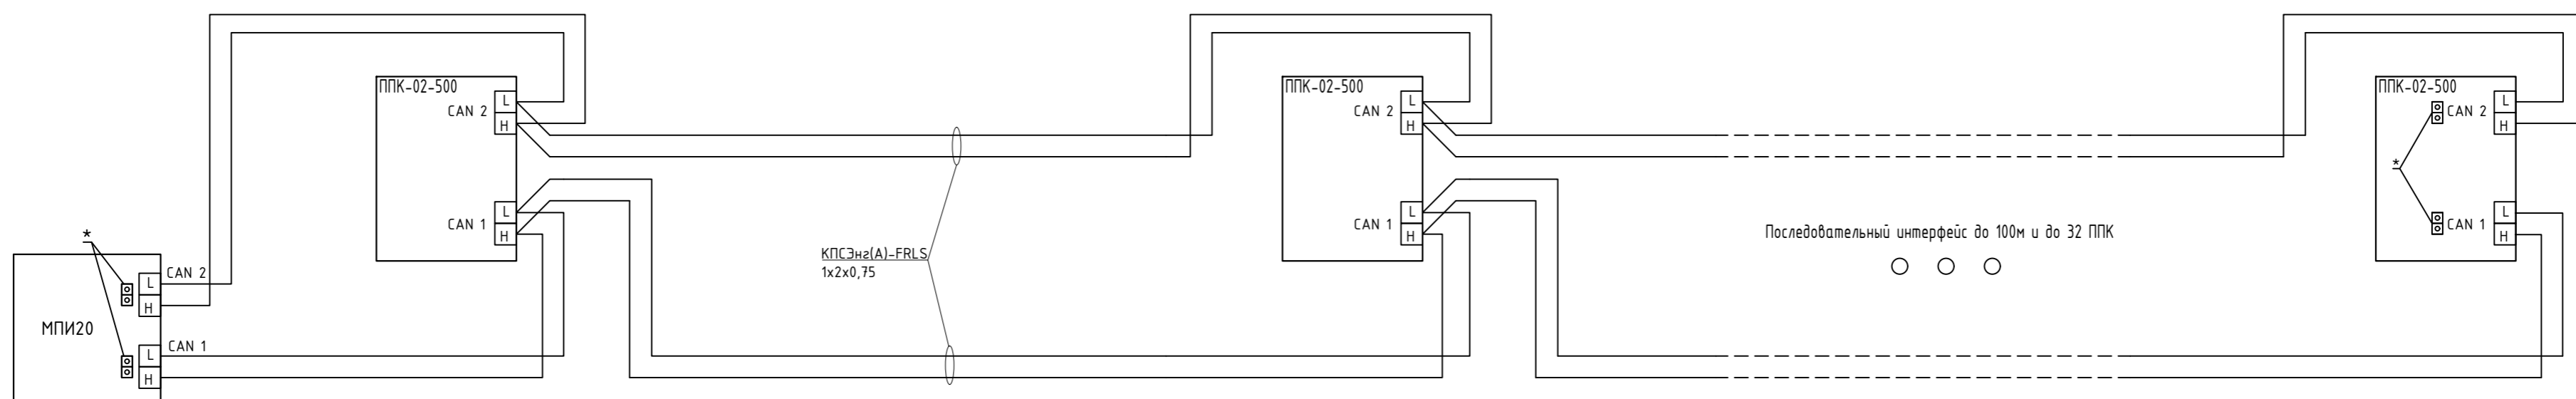 ППК-02-500
CAN 2
L
H
CAN 1
L
H
ППК-02-500
CAN 2
L
H
CAN 1
L
H
ППК-02-500
CAN 2
L
H
*
CAN 1
L
H
*
CAN 2
L
H
МПИ20
CAN 1
L
H
КПСЭнг(А)-FRLS
1х2х0,75
Последовательный интерфейс до 100м и до 32 ППК